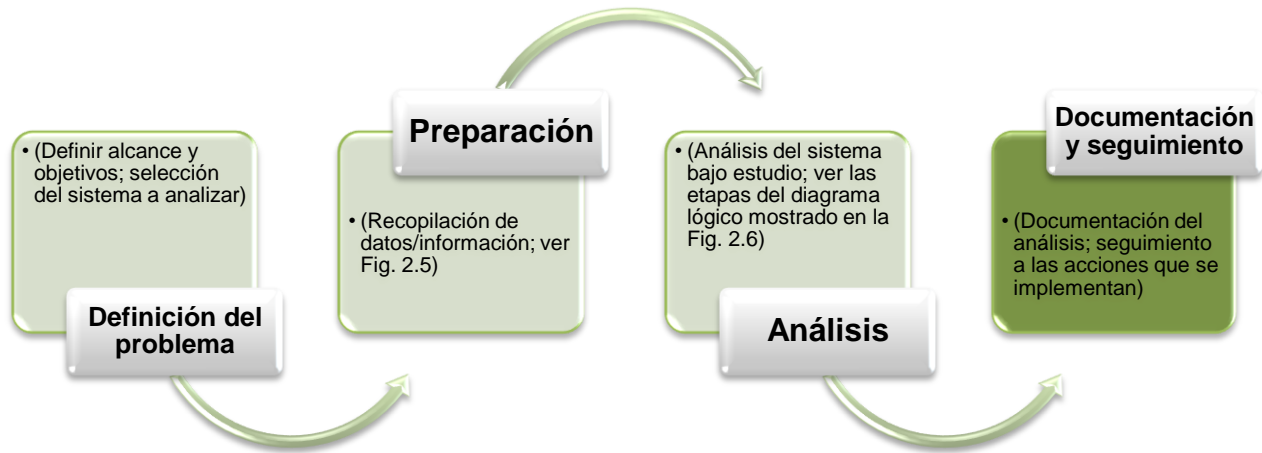 • (Definir alcance y
objetivos; selección
del sistema a analizar)
Definición del
problema
Preparación
• (Recopilación de
datos/información; ver
Fig. 2.5)
• (Análisis del sistema
bajo estudio; ver las
etapas del diagrama
lógico mostrado en la
Fig. 2.6)
Análisis
Documentación
y seguimiento
• (Documentación del
análisis; seguimiento
a las acciones que se
implementan)